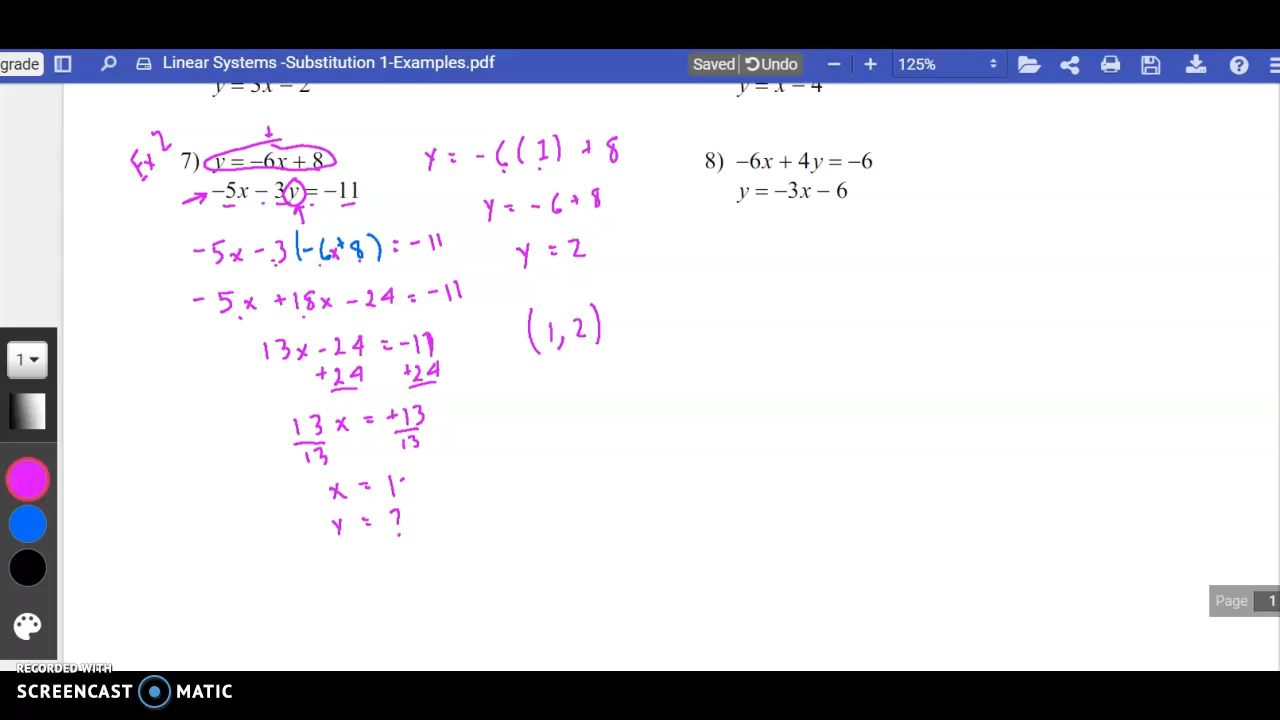 grade
Linear Systems -Substitution 1-Examples.pdf
Saved Undo
125%
y = 3x − 2
y = x − 4
Ex 2
7) y = −6x + 8
−5x − 3y = −11
-5x -3(-6x+8) = -11
-5x +18x -24 = -11
13x -24 = -11
+24 +24
13x = +13
13 13
x = 1
y = ?
y = -6(1) + 8
y = -6 + 8
y = 2
(1, 2)
8) −6x + 4y = −6
y = −3x − 6
1
Page 1
RECORDED WITH
SCREENCAST MATIC